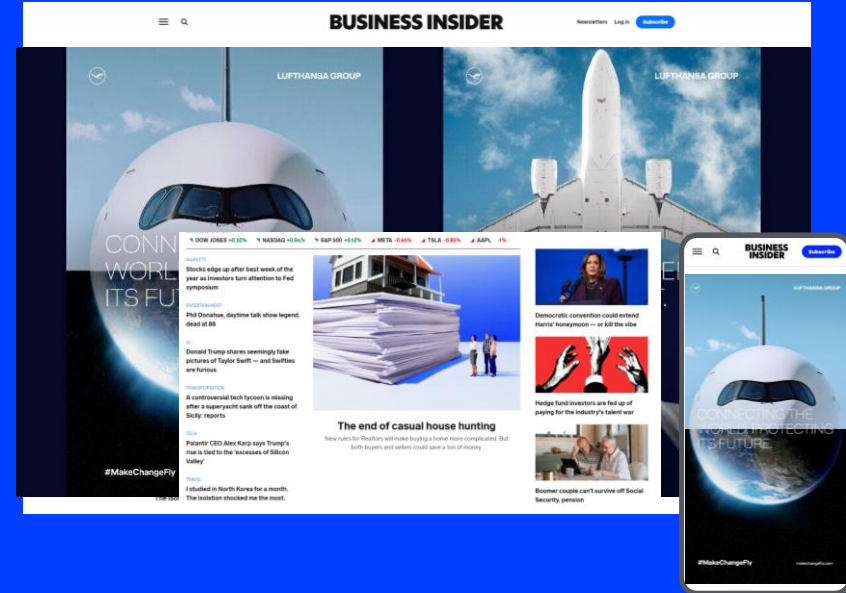 BUSINESS INSIDER
Newsletters Log in Subscribe
LUFTHANSA GROUP
LUFTHANSA GROUP
CONN
WORL
ITS FU
#MakeChangeFly
DOW JONES +0.32% NASDAQ +0.54% S&P 500 +0.12% META -0.66% TSLA -0.85% AAPL -1%
MARKETS
Stocks edge up after best week of the
year as investors turn attention to Fed
symposium
ENTERTAINMENT
Phil Donahue, daytime talk show legend,
dead at 88
AI
Donald Trump shares seemingly fake
pictures of Taylor Swift — and Swifties
are furious
TRANSPORTATION
A controversial tech tycoon is missing
after a superyacht sank off the coast of
Sicily: reports
TECH
Palantir CEO Alex Karp says Trump's
rise is tied to the 'excesses of Silicon
Valley'
TRAVEL
I studied in North Korea for a month.
The isolation shocked me the most.
The end of casual house hunting
New rules for Realtors will make buying a home more complicated. But
both buyers and sellers could save a ton of money.
Democratic convention could extend
Harris' honeymoon — or kill the vibe
Hedge fund investors are fed up of
paying for the industry's talent war
Boomer couple can't survive off Social
Security, pension
BUSINESS
INSIDER
Subscribe
LUFTHANSA GROUP
CONNECTING THE
WORLD. PROTECTING
ITS FUTURE.
#MakeChangeFly
makechangefly.com